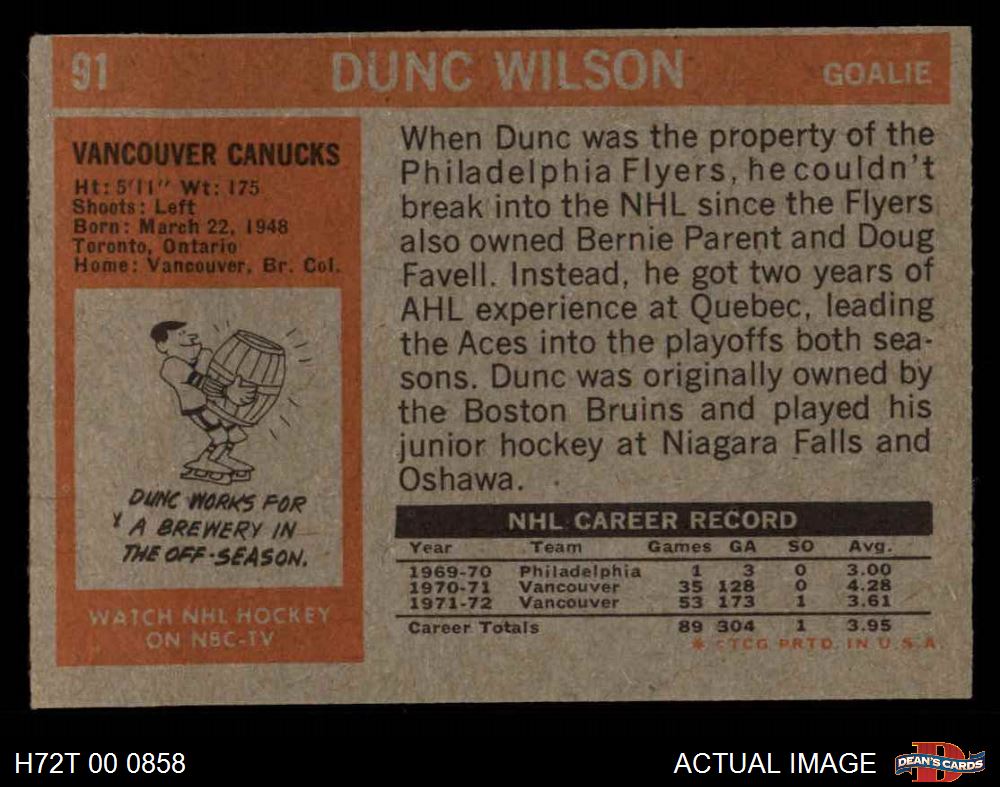 91 DUNC WILSON GOALIE
VANCOUVER CANUCKS
Ht: 5'11" Wt: 175
Shoots: Left
Born: March 22, 1948
Toronto, Ontario
Home: Vancouver, Br. Col.
DUNC WORKS FOR
A BREWERY IN
THE OFF-SEASON.
WATCH NHL HOCKEY
ON NBC-TV
When Dunc was the property of the
Philadelphia Flyers, he couldn't
break into the NHL since the Flyers
also owned Bernie Parent and Doug
Favell. Instead, he got two years of
AHL experience at Quebec, leading
the Aces into the playoffs both sea-
sons. Dunc was originally owned by
the Boston Bruins and played his
junior hockey at Niagara Falls and
Oshawa.
NHL CAREER RECORD
Year Team Games GA SO Avg.
1969-70 Philadelphia 1 3 0 3.00
1970-71 Vancouver 35 128 0 4.28
1971-72 Vancouver 53 173 1 3.61
Career Totals 89 304 1 3.95
* ©TCG PRTD. IN U.S.A.
H72T 00 0858 ACTUAL IMAGE
D
DEAN'S CARDS